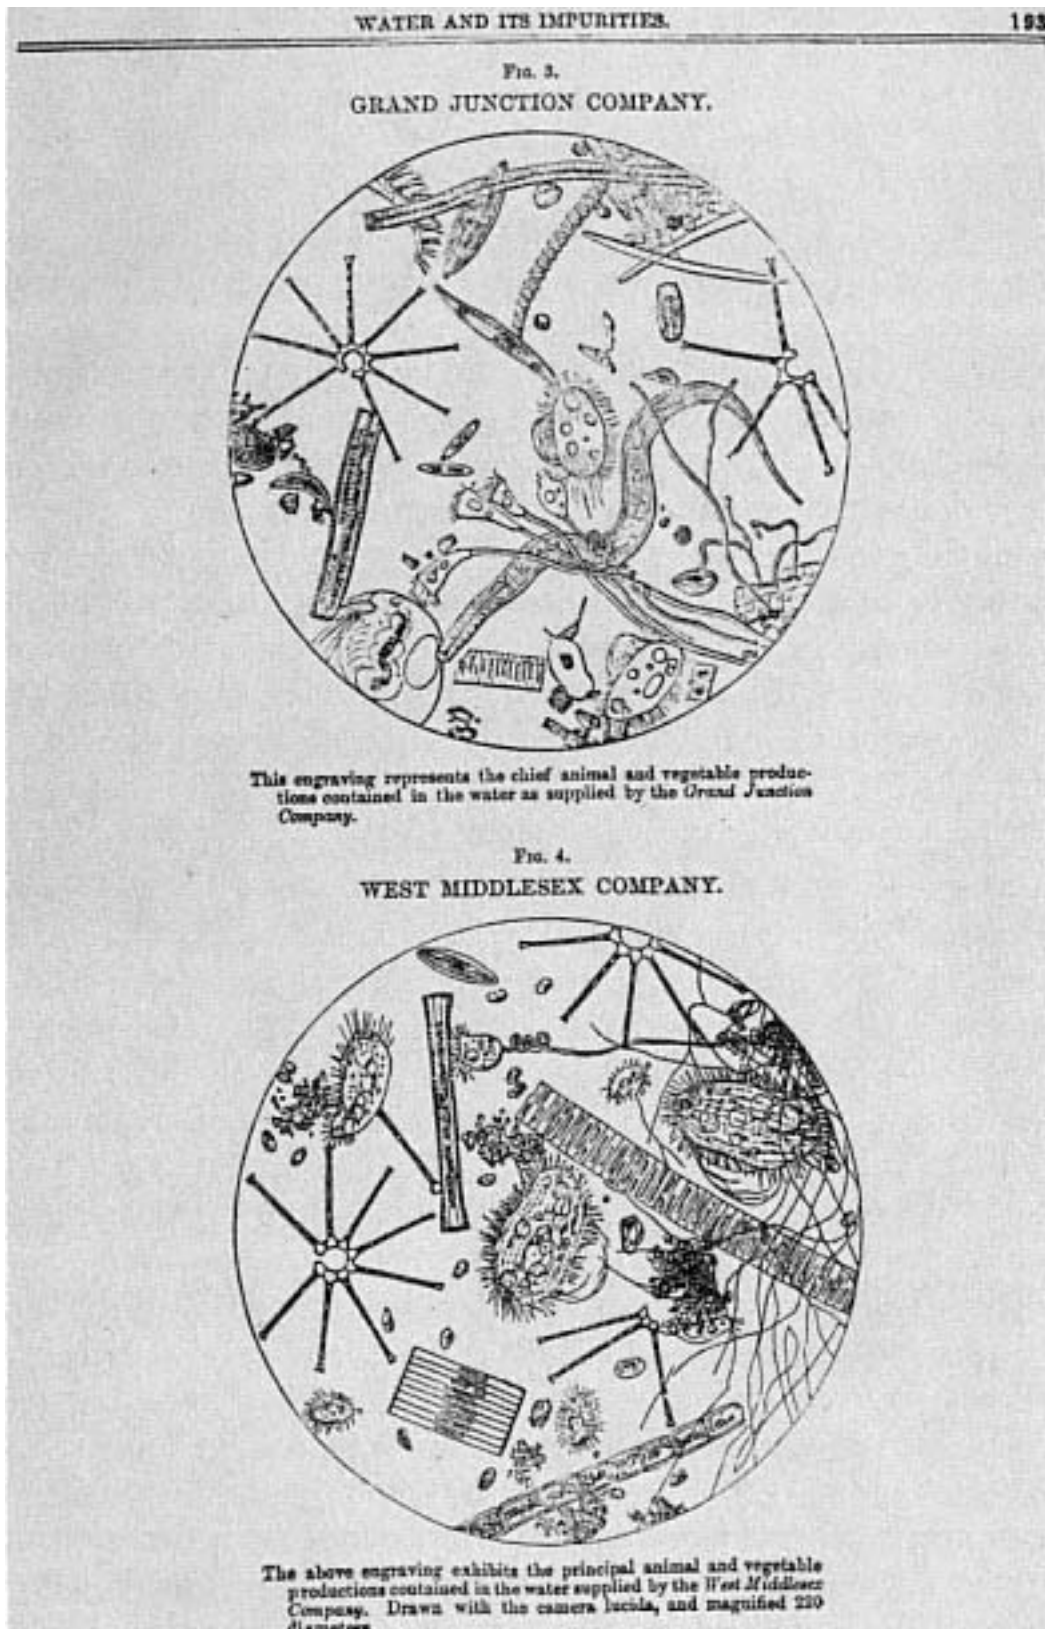 WATER AND ITS IMPURITIES.
193
FIG. 3.
GRAND JUNCTION COMPANY.
This engraving represents the chief animal and vegetable produc-
tions contained in the water as supplied by the Grand Junction
Company.
FIG. 4.
WEST MIDDLESEX COMPANY.
The above engraving exhibits the principal animal and vegetable
productions contained in the water supplied by the West Middlesex
Company. Drawn with the camera lucida, and magnified 220
diameters.